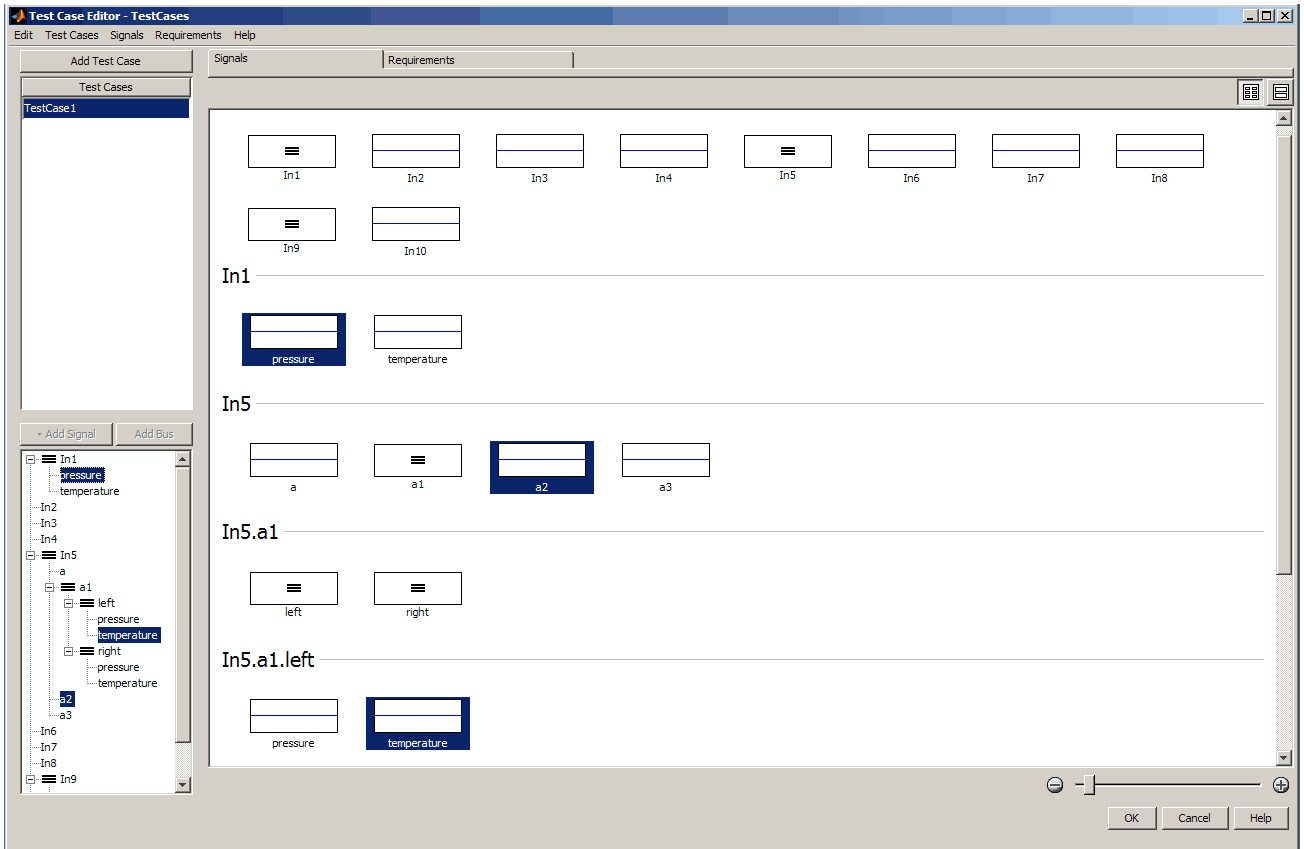 Test Case Editor - TestCases
Edit Test Cases Signals Requirements Help
Add Test Case
Test Cases
TestCase1
Add Signal Add Bus
In1
pressure
temperature
In2
In3
In4
In5
a
a1
left
pressure
temperature
right
pressure
temperature
a2
a3
In6
In7
In8
In9
Signals Requirements
In1 In2 In3 In4 In5 In6 In7 In8
In9 In10
In1
pressure temperature
In5
a a1 a2 a3
In5.a1
left right
In5.a1.left
pressure temperature
OK Cancel Help